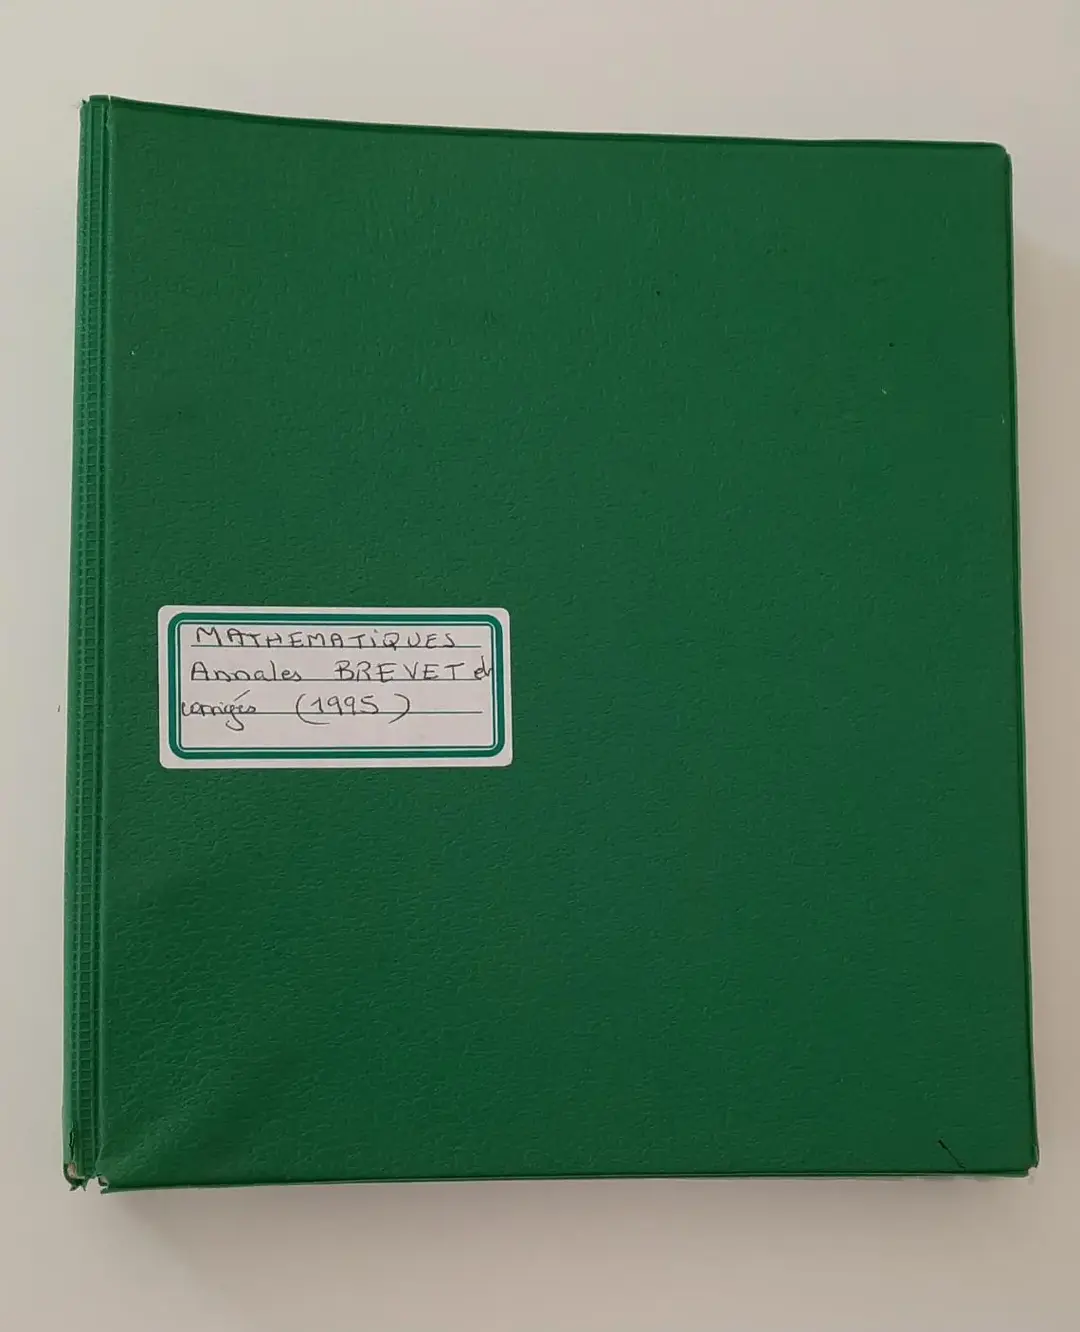 MATHEMATIQUES
Annales BREVET et
corrigés (1995)